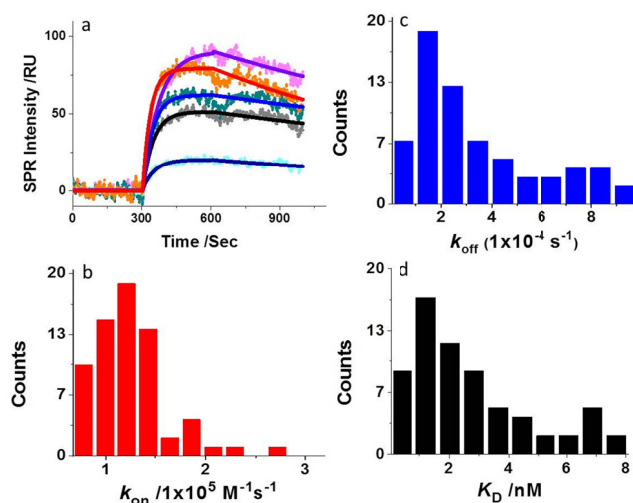 a
SPR Intensity /RU
100
50
0
0 300 600 900
Time /Sec
c
Counts
20
13
7
0
2 4 6 8
k_off (1x10^-4 s^-1)
b
Counts
20
13
7
0
1 2 3
k_on /1x10^5 M^-1s^-1
d
Counts
20
13
7
0
2 4 6 8
K_D /nM